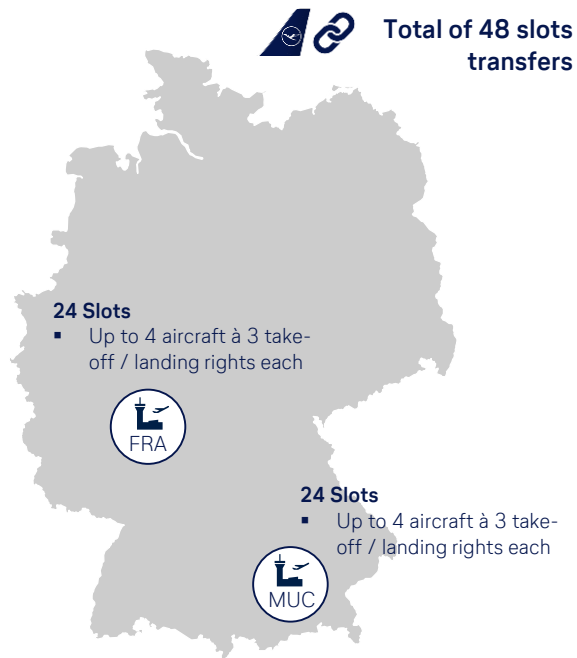 Total of 48 slots
transfers
24 Slots
▪ Up to 4 aircraft à 3 take-
off / landing rights each
FRA
24 Slots
▪ Up to 4 aircraft à 3 take-
off / landing rights each
MUC